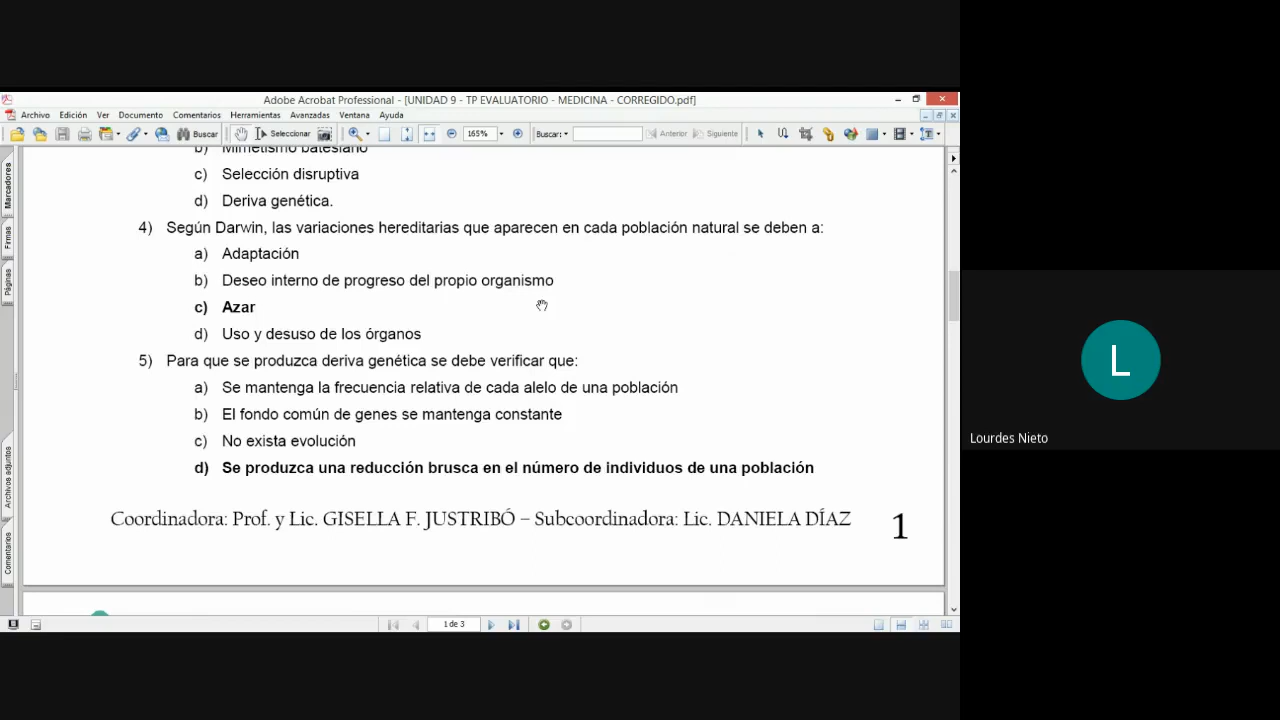 Adobe Acrobat Professional - [UNIDAD 9 - TP EVALUATORIO - MEDICINA - CORREGIDO.pdf]
Archivo Edición Ver Documento Comentarios Herramientas Avanzadas Ventana Ayuda
Buscar Seleccionar 165% Buscar: Anterior Siguiente
Marcadores
Firmas
Páginas
Archivos adjuntos
Comentarios
b) Mimetismo batesiano
c) Selección disruptiva
d) Deriva genética.
4) Según Darwin, las variaciones hereditarias que aparecen en cada población natural se deben a:
a) Adaptación
b) Deseo interno de progreso del propio organismo
c) Azar
d) Uso y desuso de los órganos
5) Para que se produzca deriva genética se debe verificar que:
a) Se mantenga la frecuencia relativa de cada alelo de una población
b) El fondo común de genes se mantenga constante
c) No exista evolución
d) Se produzca una reducción brusca en el número de individuos de una población
Coordinadora: Prof. y Lic. GISELLA F. JUSTRIBÓ – Subcoordinadora: Lic. DANIELA DÍAZ 1
1 de 3
L
Lourdes Nieto